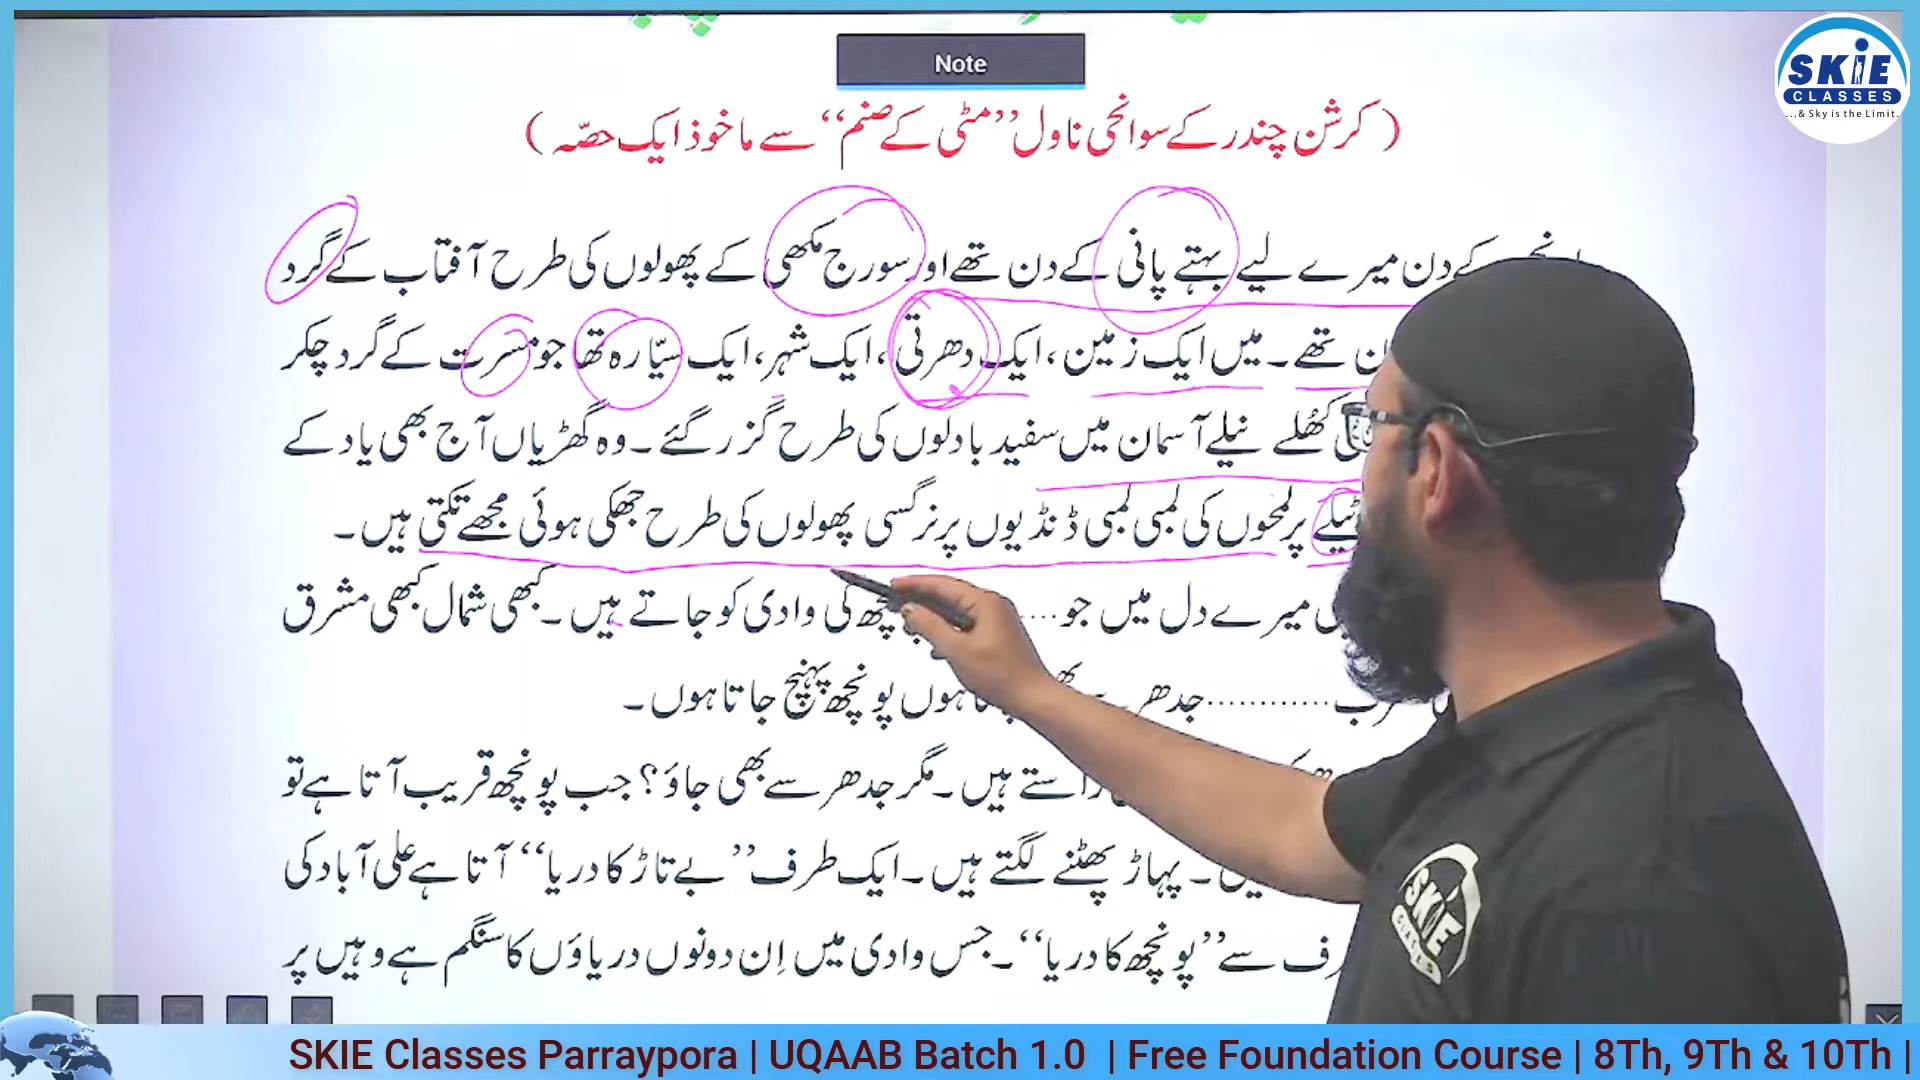 Note
SKIE
CLASSES
...& Sky is the Limit.
( کرشن چندر کے سوانحی ناول ’’مٹی کے صنم‘‘ سے ماخوذ ایک حصّہ )
کے دن میرے لیے بہتے پانی کے دن تھے اور سورج مکھی کے پھولوں کی طرح آفتاب کے گرد
تھے۔ میں ایک زمین، ایک دھرتی، ایک شہر، ایک سیّارہ تھا جو مسرت کے گرد چکر
کھُلے نیلے آسمان میں سفید بادلوں کی طرح گزر گئے۔ وہ گھڑیاں آج بھی یاد کے
ٹیلے پر لمحوں کی لمبی لمبی ڈنڈیوں پر نرگسی پھولوں کی طرح جھکی ہوئی مجھے تکتی ہیں۔
میرے دل میں جو.... کی وادی کو جاتے ہیں۔ کبھی شمال کبھی مشرق
............جدھر ہوں پونچھ پہنچ جاتا ہوں۔
راستے ہیں۔ مگر جدھر سے بھی جاؤ؟ جب پونچھ قریب آتا ہے تو
پہاڑ پھٹنے لگتے ہیں۔ ایک طرف ’’بے تاڑ کا دریا‘‘ آتا ہے علی آباد کی
سے ’’پونچھ کا دریا‘‘۔ جس وادی میں اِن دونوں دریاؤں کا سنگم ہے وہیں پر
SKIE
CLASSES
SKIE Classes Parraypora | UQAAB Batch 1.0 | Free Foundation Course | 8Th, 9Th & 10Th |